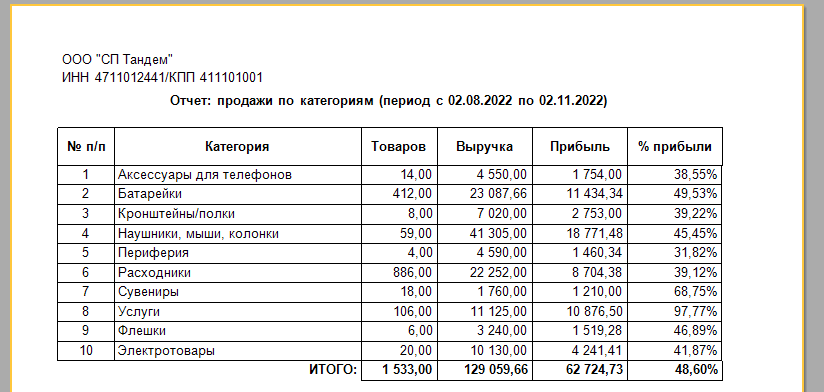 ООО "СП Тандем"
ИНН 4711012441/КПП 411101001
Отчет: продажи по категориям (период с 02.08.2022 по 02.11.2022)
№ п/п Категория Товаров Выручка Прибыль % прибыли
1 Аксессуары для телефонов 14,00 4 550,00 1 754,00 38,55%
2 Батарейки 412,00 23 087,66 11 434,34 49,53%
3 Кронштейны/полки 8,00 7 020,00 2 753,00 39,22%
4 Наушники, мыши, колонки 59,00 41 305,00 18 771,48 45,45%
5 Периферия 4,00 4 590,00 1 460,34 31,82%
6 Расходники 886,00 22 252,00 8 704,38 39,12%
7 Сувениры 18,00 1 760,00 1 210,00 68,75%
8 Услуги 106,00 11 125,00 10 876,50 97,77%
9 Флешки 6,00 3 240,00 1 519,28 46,89%
10 Электротовары 20,00 10 130,00 4 241,41 41,87%
ИТОГО: 1 533,00 129 059,66 62 724,73 48,60%